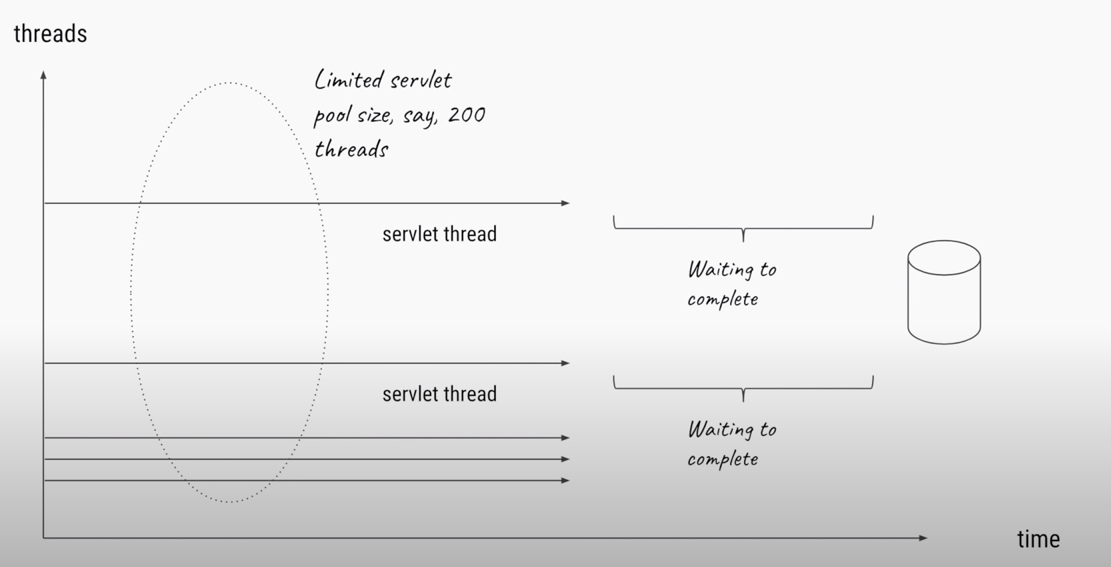 threads
Limited servlet
pool size, say, 200
threads
servlet thread
Waiting to
complete
servlet thread
Waiting to
complete
time